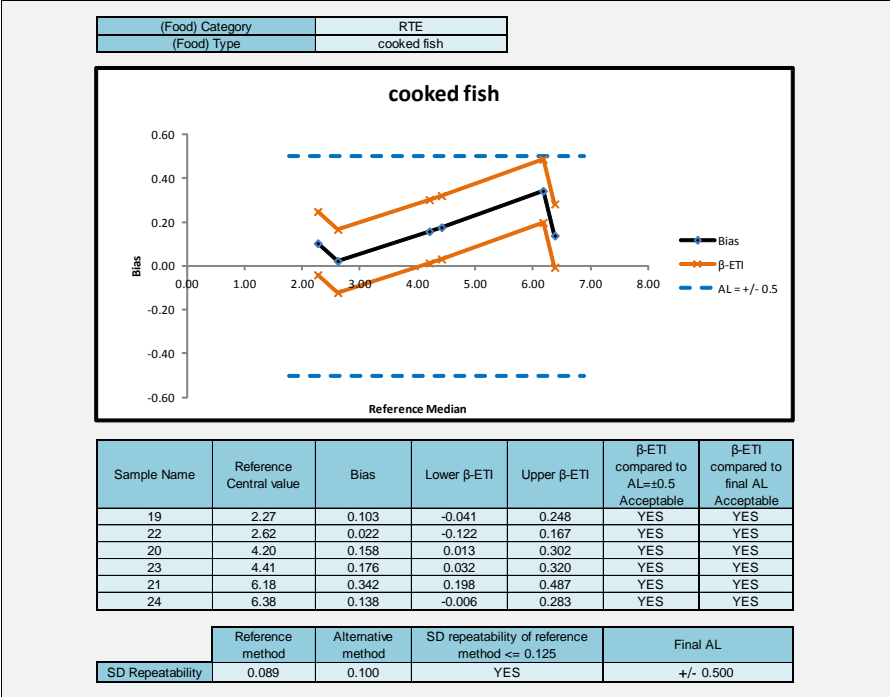 (Food) Category RTE
(Food) Type cooked fish
cooked fish
0.60
0.40
0.20
0.00
-0.20
-0.40
-0.60
Bias
0.00 1.00 2.00 3.00 4.00 5.00 6.00 7.00 8.00
Reference Median
Bias
β-ETI
AL = +/- 0.5
Sample Name Reference Central value Bias Lower β-ETI Upper β-ETI β-ETI compared to AL=±0.5 Acceptable β-ETI compared to final AL Acceptable
19 2.27 0.103 -0.041 0.248 YES YES
22 2.62 0.022 -0.122 0.167 YES YES
20 4.20 0.158 0.013 0.302 YES YES
23 4.41 0.176 0.032 0.320 YES YES
21 6.18 0.342 0.198 0.487 YES YES
24 6.38 0.138 -0.006 0.283 YES YES
Reference method Alternative method SD repeatability of reference method <= 0.125 Final AL
SD Repeatability 0.089 0.100 YES +/- 0.500